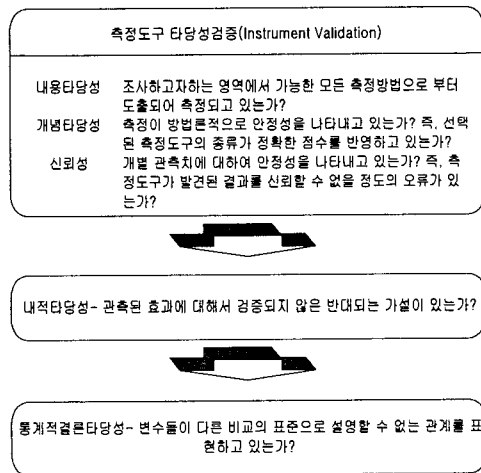 측정도구 타당성검증(Instrument Validation)
내용타당성 조사하고자하는 영역에서 가능한 모든 측정방법으로 부터
도출되어 측정되고 있는가?
개념타당성 측정이 방법론적으로 안정성을 나타내고 있는가? 즉, 선택
된 측정도구의 종류가 정확한 점수를 반영하고 있는가?
신뢰성 개별 관측치에 대하여 안정성을 나타내고 있는가? 즉, 측
정도구가 발견된 결과를 신뢰할 수 없을 정도의 오류가 있
는가?
내적타당성- 관측된 효과에 대해서 검증되지 않은 반대되는 가설이 있는가?
통계적결론타당성- 변수들이 다른 비교의 표준으로 설명할 수 없는 관계를 표
현하고 있는가?